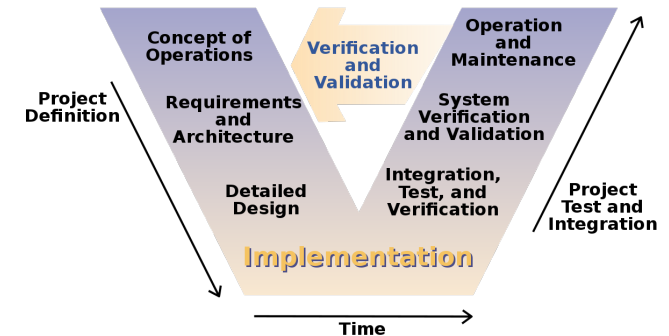 Concept of
Operations
Verification
and
Validation
Operation
and
Maintenance
Project
Definition
Requirements
and
Architecture
System
Verification
and Validation
Detailed
Design
Integration,
Test, and
Verification
Project
Test and
Integration
Implementation
Time